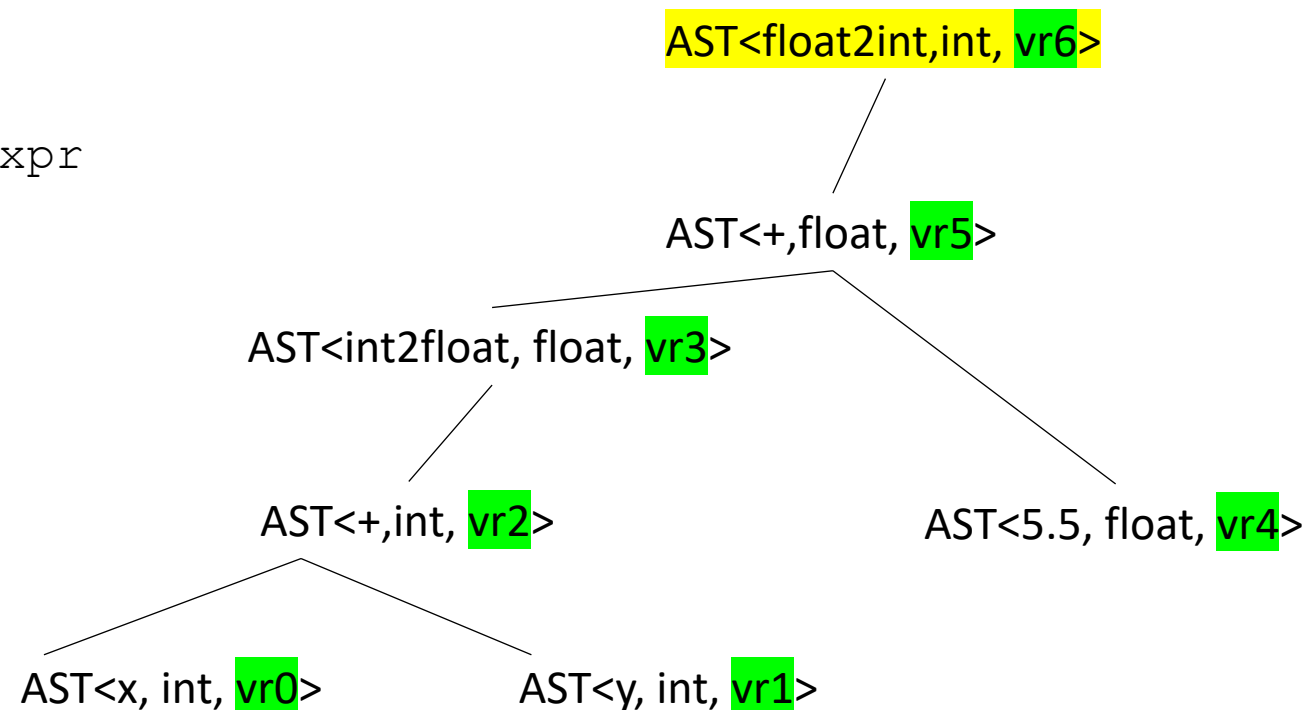 AST<float2int,int, vr6>
xpr
AST<+,float, vr5>
AST<int2float, float, vr3>
AST<+,int, vr2>
AST<5.5, float, vr4>
AST<x, int, vr0>
AST<y, int, vr1>